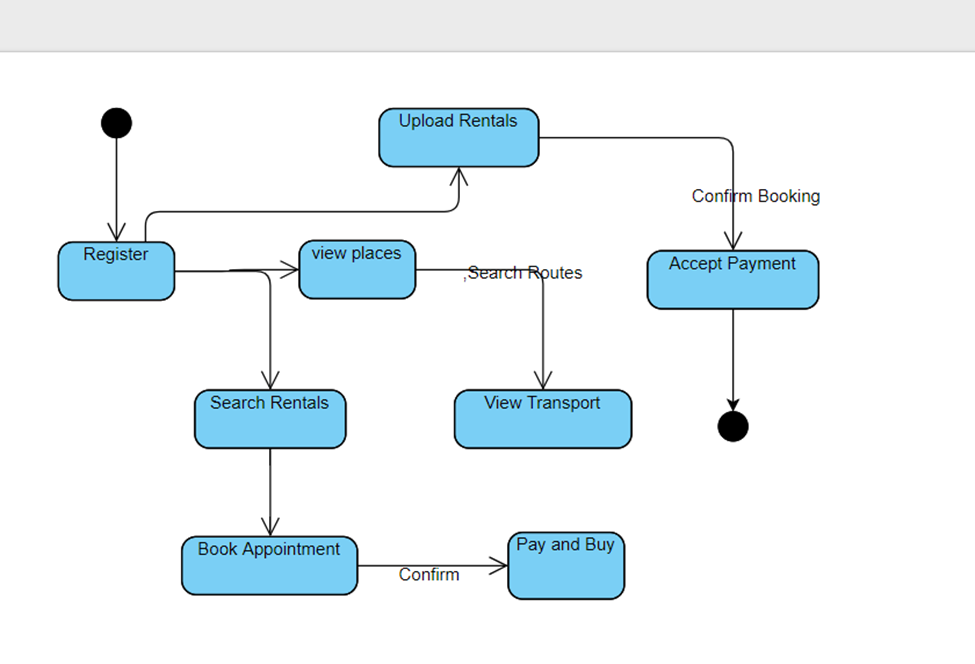 Upload Rentals
Confirm Booking
Register
view places
,Search Routes
Accept Payment
Search Rentals
View Transport
Book Appointment
Confirm
Pay and Buy